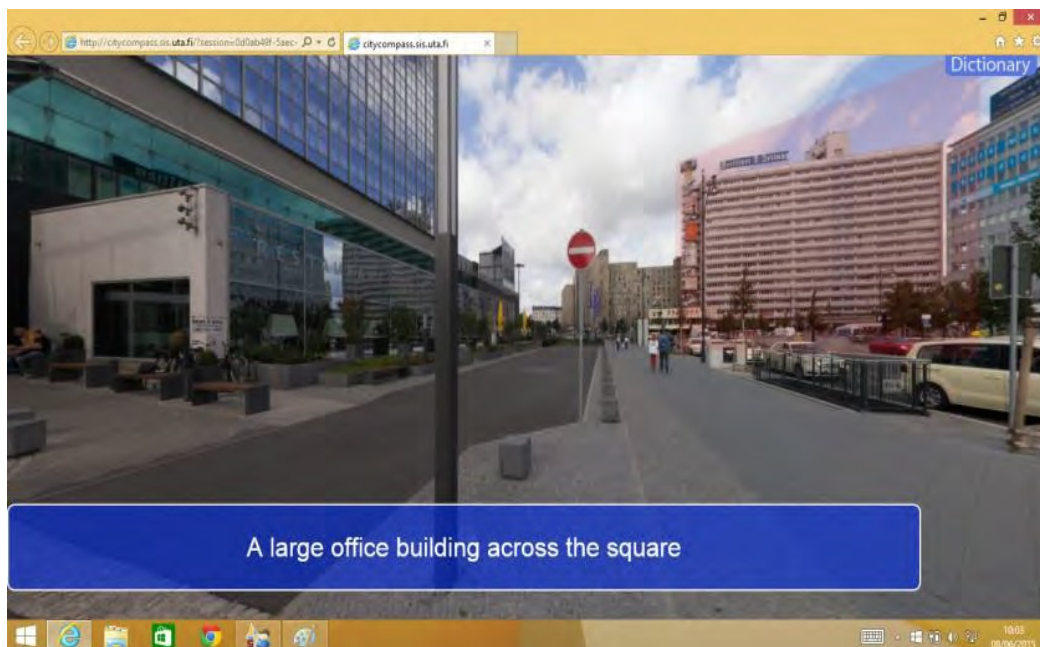 http://citycompass.sis.uta.fi/?session=0d0ab49f-5aec-
citycompass.sis.uta.fi
Dictionary
A large office building across the square
10:03
08/06/2015